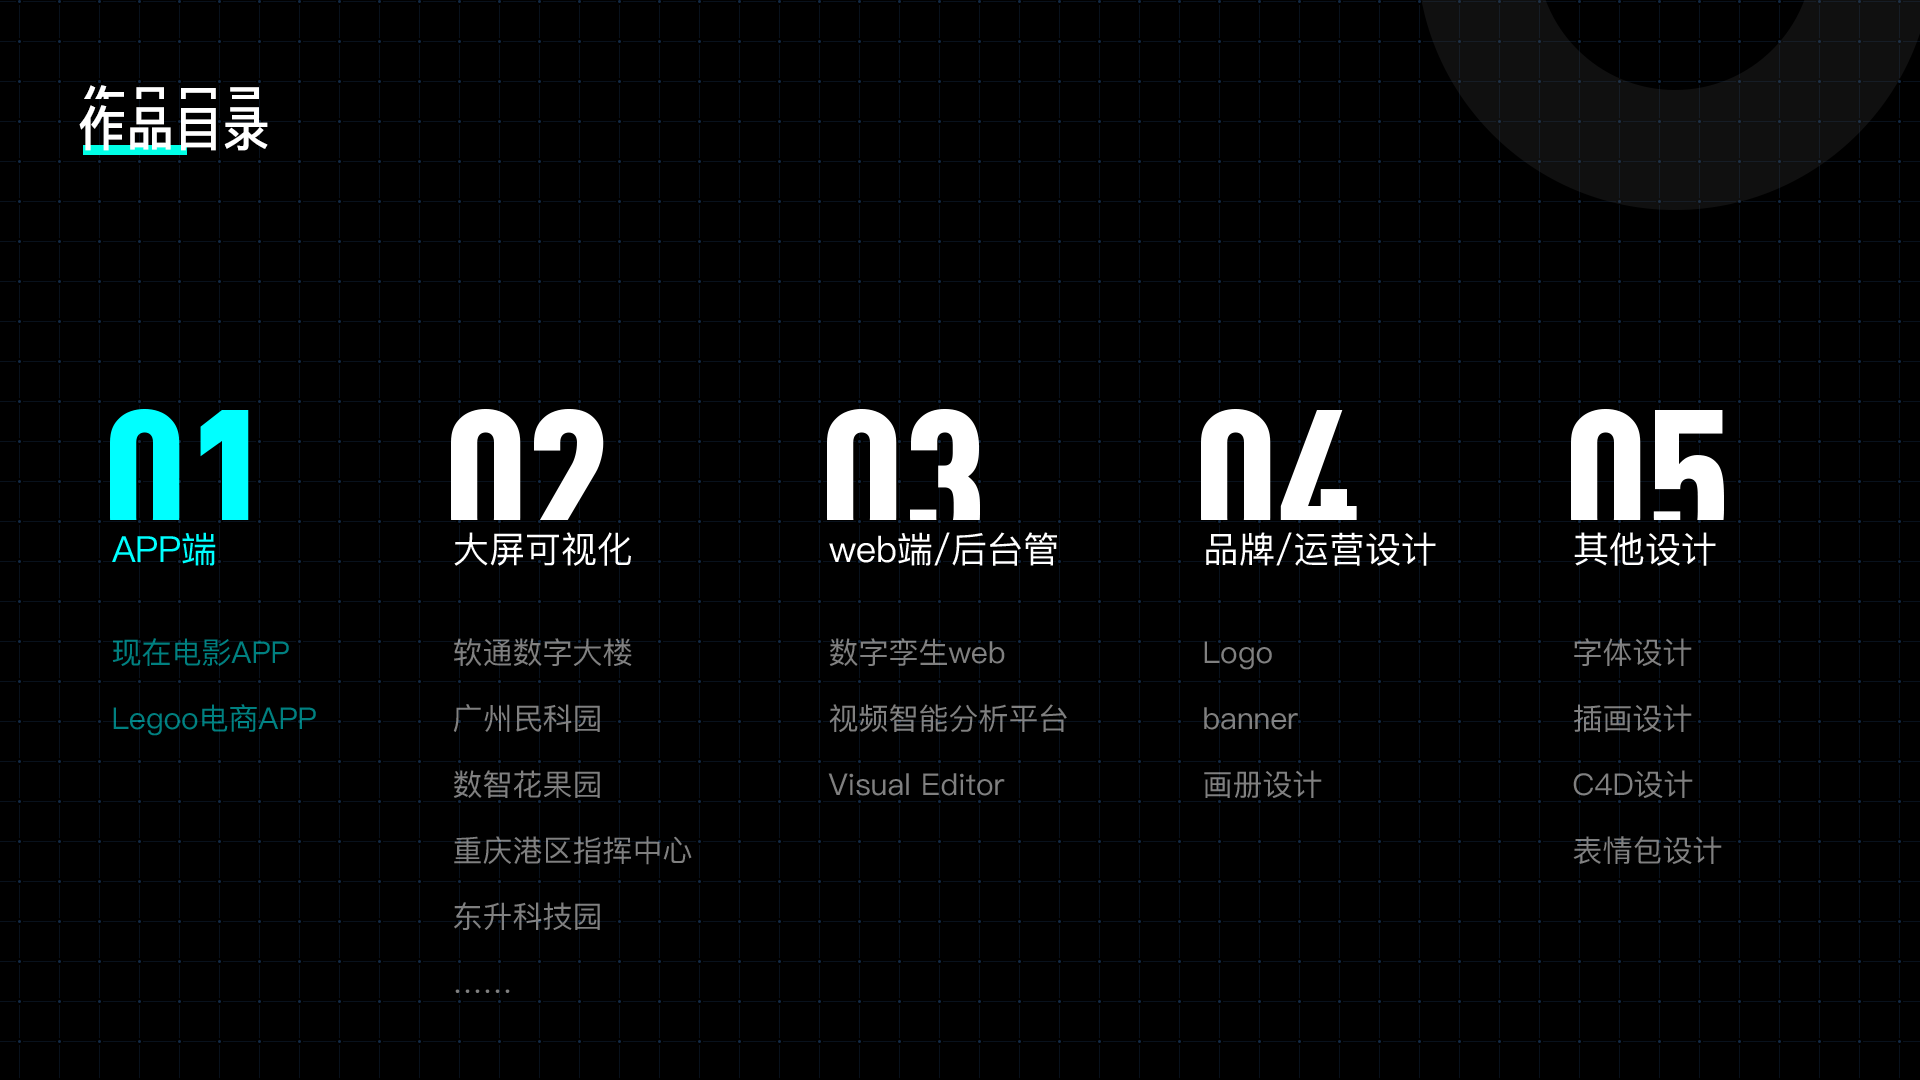 作品目录
01
APP端
现在电影APP
Legoo电商APP
02
大屏可视化
软通数字大楼
广州民科园
数智花果园
重庆港区指挥中心
东升科技园
……
03
web端/后台管
数字孪生web
视频智能分析平台
Visual Editor
04
品牌/运营设计
Logo
banner
画册设计
05
其他设计
字体设计
插画设计
C4D设计
表情包设计